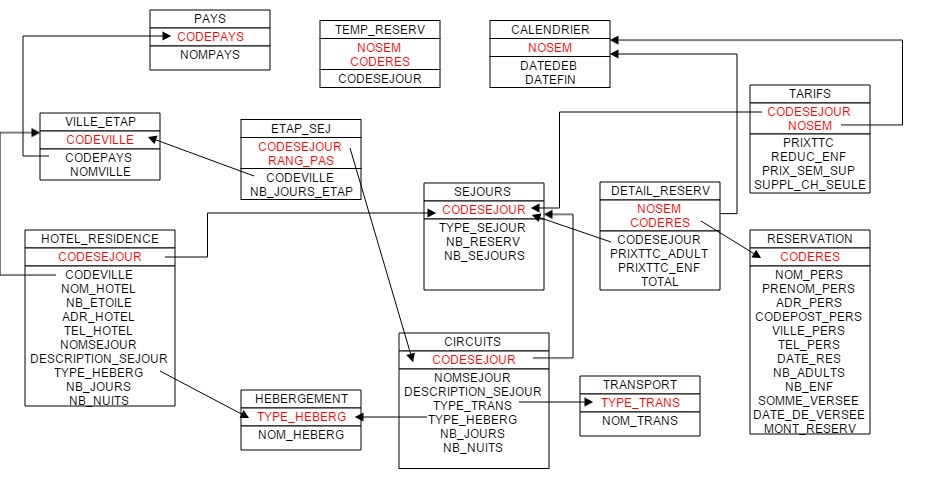 PAYS
CODEPAYS
NOMPAYS
TEMP_RESERV
NOSEM
CODERES
CODESEJOUR
CALENDRIER
NOSEM
DATEDEB
DATEFIN
TARIFS
CODESEJOUR
NOSEM
PRIXTTC
REDUC_ENF
PRIX_SEM_SUP
SUPPL_CH_SEULE
VILLE_ETAP
CODEVILLE
CODEPAYS
NOMVILLE
ETAP_SEJ
CODESEJOUR
RANG_PAS
CODEVILLE
NB_JOURS_ETAP
SEJOURS
CODESEJOUR
TYPE_SEJOUR
NB_RESERV
NB_SEJOURS
DETAIL_RESERV
NOSEM
CODERES
CODESEJOUR
PRIXTTC_ADULT
PRIXTTC_ENF
TOTAL
HOTEL_RESIDENCE
CODESEJOUR
CODEVILLE
NOM_HOTEL
NB_ETOILE
ADR_HOTEL
TEL_HOTEL
NOMSEJOUR
DESCRIPTION_SEJOUR
TYPE_HEBERG
NB_JOURS
NB_NUITS
RESERVATION
CODERES
NOM_PERS
PRENOM_PERS
ADR_PERS
CODEPOST_PERS
VILLE_PERS
TEL_PERS
DATE_RES
NB_ADULTS
NB_ENF
SOMME_VERSEE
DATE_DE_VERSEE
MONT_RESERV
CIRCUITS
CODESEJOUR
NOMSEJOUR
DESCRIPTION_SEJOUR
TYPE_TRANS
TYPE_HEBERG
NB_JOURS
NB_NUITS
HEBERGEMENT
TYPE_HEBERG
NOM_HEBERG
TRANSPORT
TYPE_TRANS
NOM_TRANS